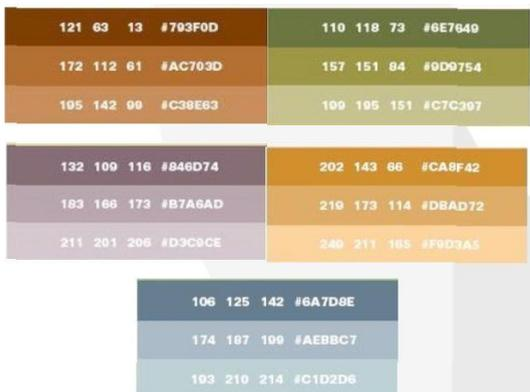 121 63 13 #793F0D
172 112 61 #AC703D
195 142 99 #C38E63
110 118 73 #6E7649
157 151 84 #9D9754
199 195 151 #C7C397
132 109 116 #846D74
183 166 173 #B7A6AD
211 201 206 #D3C9CE
202 143 66 #CA8F42
219 173 114 #DBAD72
249 211 165 #F9D3A5
106 125 142 #6A7D8E
174 187 199 #AEBBC7
193 210 214 #C1D2D6